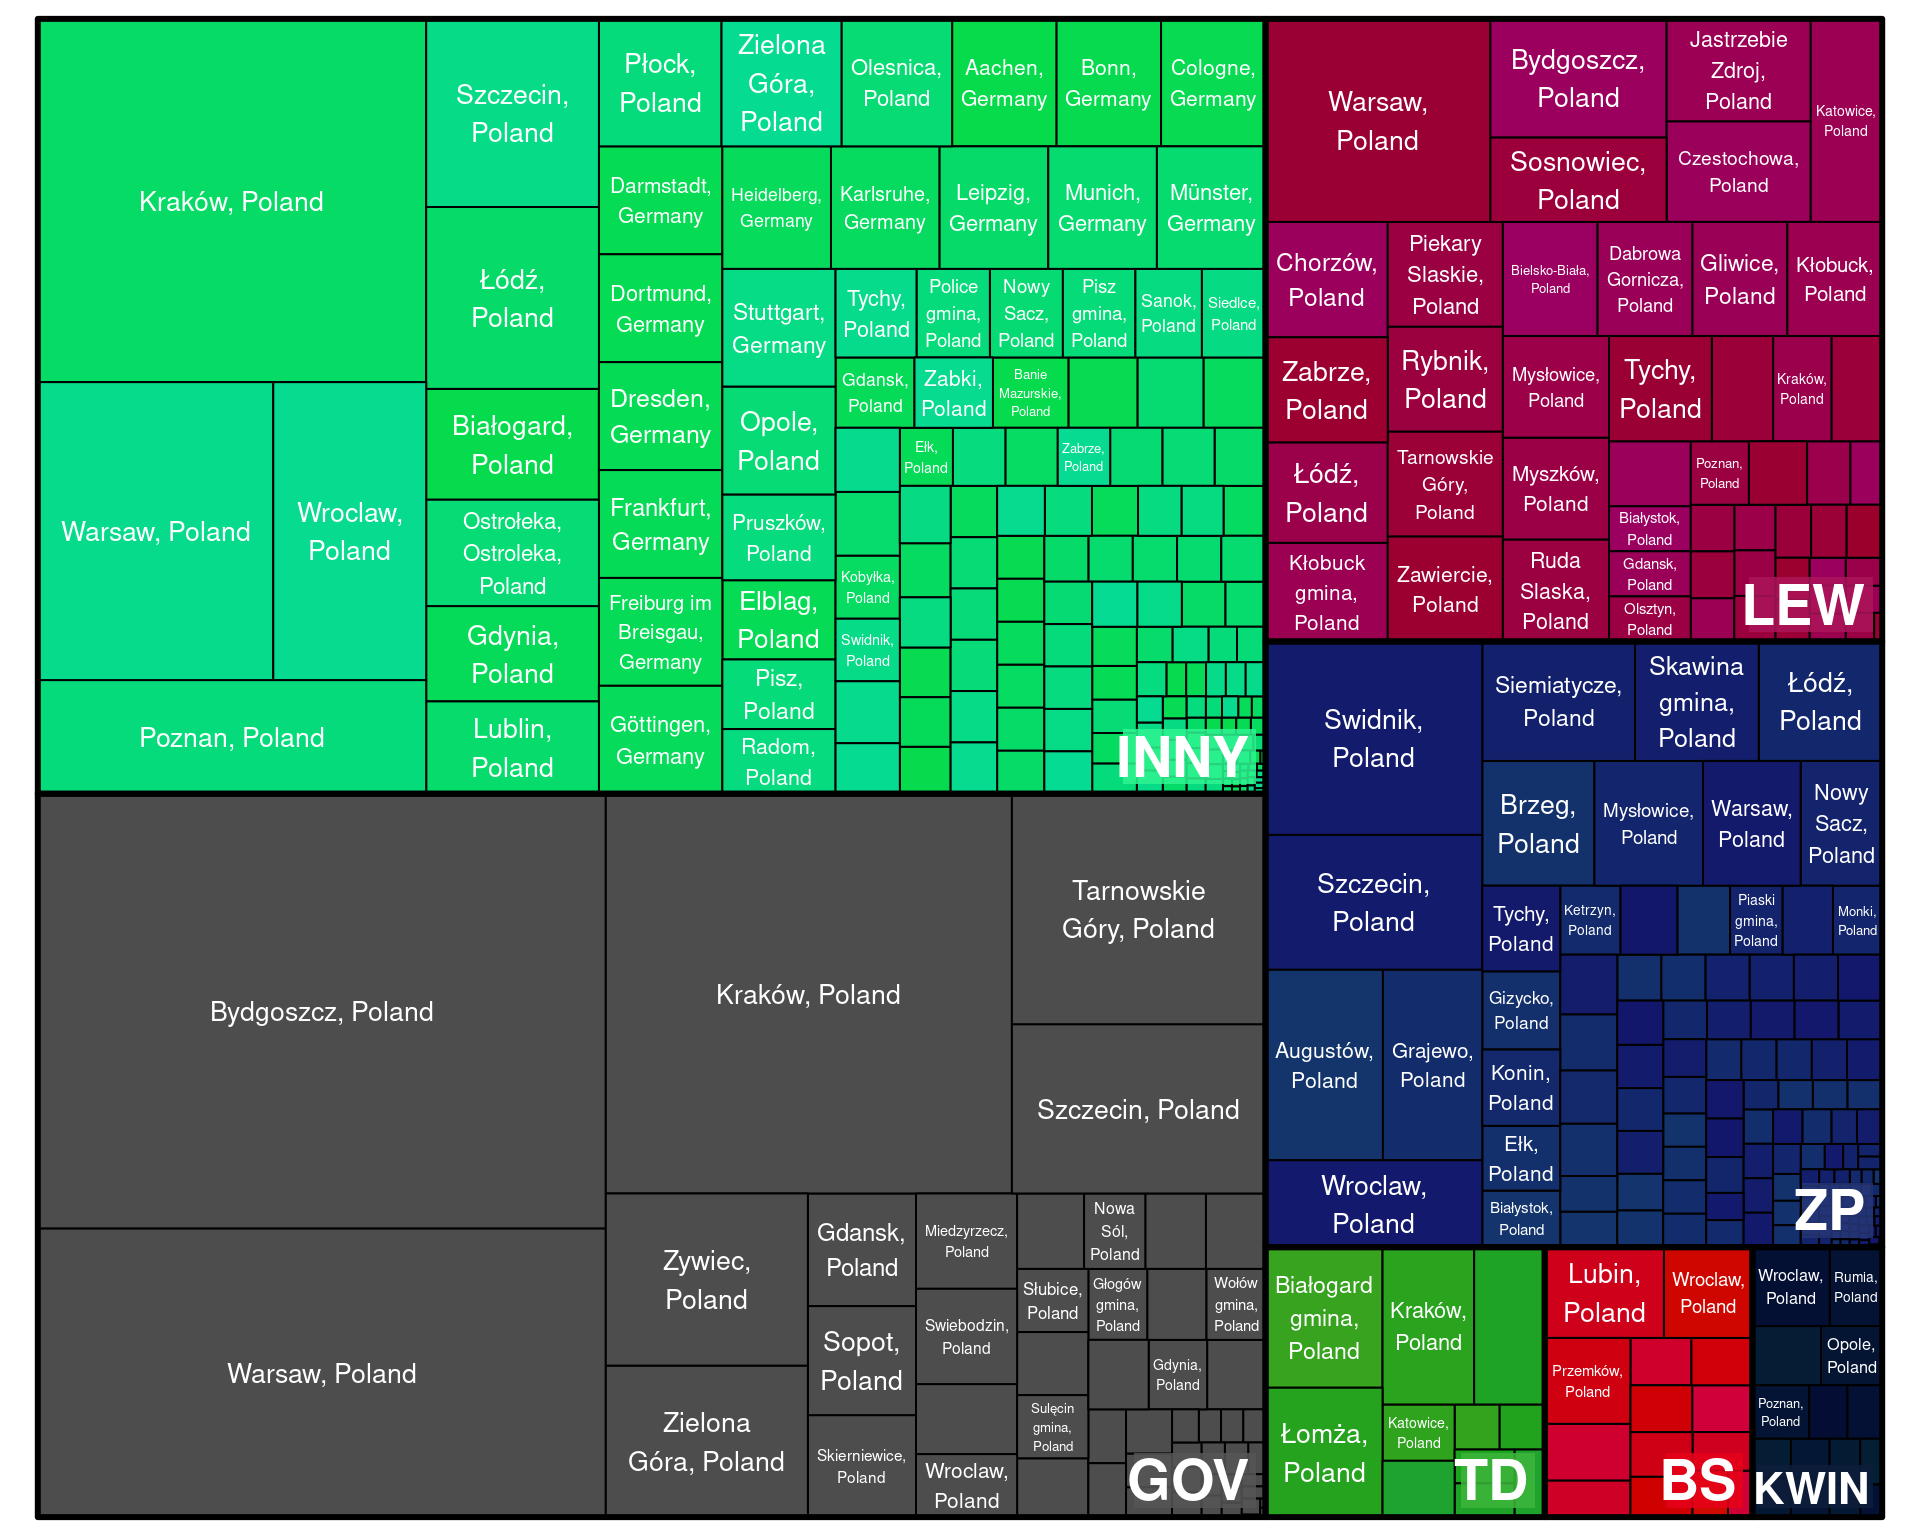 Kraków, Poland
Warsaw, Poland
Wroclaw,
Poland
Poznan, Poland
Szczecin,
Poland
Łódź,
Poland
Białogard,
Poland
Ostrołeka,
Ostroleka,
Poland
Gdynia,
Poland
Lublin,
Poland
Płock,
Poland
Zielona
Góra,
Poland
Olesnica,
Poland
Aachen,
Germany
Bonn,
Germany
Cologne,
Germany
Darmstadt,
Germany
Dortmund,
Germany
Dresden,
Germany
Frankfurt,
Germany
Freiburg im
Breisgau,
Germany
Göttingen,
Germany
Heidelberg,
Germany
Karlsruhe,
Germany
Leipzig,
Germany
Munich,
Germany
Münster,
Germany
Stuttgart,
Germany
Opole,
Poland
Pruszków,
Poland
Elblag,
Poland
Pisz,
Poland
Radom,
Poland
Tychy,
Poland
Police
gmina,
Poland
Nowy
Sacz,
Poland
Pisz
gmina,
Poland
Sanok,
Poland
Siedlce,
Poland
Gdansk,
Poland
Zabki,
Poland
Banie
Mazurskie,
Poland
Ełk,
Poland
Zabrze,
Poland
Kobyłka,
Poland
Swidnik,
Poland
INNY
Bydgoszcz, Poland
Warsaw, Poland
Kraków, Poland
Tarnowskie
Góry, Poland
Szczecin, Poland
Zywiec,
Poland
Zielona
Góra, Poland
Gdansk,
Poland
Sopot,
Poland
Skierniewice,
Poland
Miedzyrzecz,
Poland
Swiebodzin,
Poland
Wroclaw,
Poland
Nowa
Sól,
Poland
Słubice,
Poland
Głogów
gmina,
Poland
Wołów
gmina,
Poland
Gdynia,
Poland
Sulęcin
gmina,
Poland
GOV
Warsaw,
Poland
Bydgoszcz,
Poland
Sosnowiec,
Poland
Jastrzebie
Zdroj,
Poland
Czestochowa,
Poland
Katowice,
Poland
Chorzów,
Poland
Zabrze,
Poland
Łódź,
Poland
Kłobuck
gmina,
Poland
Piekary
Slaskie,
Poland
Rybnik,
Poland
Tarnowskie
Góry,
Poland
Zawiercie,
Poland
Bielsko-Biała,
Poland
Dabrowa
Gornicza,
Poland
Gliwice,
Poland
Kłobuck,
Poland
Mysłowice,
Poland
Myszków,
Poland
Ruda
Slaska,
Poland
Tychy,
Poland
Kraków,
Poland
Poznan,
Poland
Białystok,
Poland
Gdansk,
Poland
Olsztyn,
Poland
LEW
Swidnik,
Poland
Szczecin,
Poland
Augustów,
Poland
Grajewo,
Poland
Wroclaw,
Poland
Siemiatycze,
Poland
Skawina
gmina,
Poland
Łódź,
Poland
Brzeg,
Poland
Mysłowice,
Poland
Warsaw,
Poland
Nowy
Sacz,
Poland
Tychy,
Poland
Gizycko,
Poland
Konin,
Poland
Ełk,
Poland
Białystok,
Poland
Ketrzyn,
Poland
Piaski
gmina,
Poland
Monki,
Poland
ZP
Białogard
gmina,
Poland
Łomża,
Poland
Kraków,
Poland
Katowice,
Poland
TD
Lubin,
Poland
Wroclaw,
Poland
Przemków,
Poland
BS
Wroclaw,
Poland
Rumia,
Poland
Opole,
Poland
Poznan,
Poland
KWIN